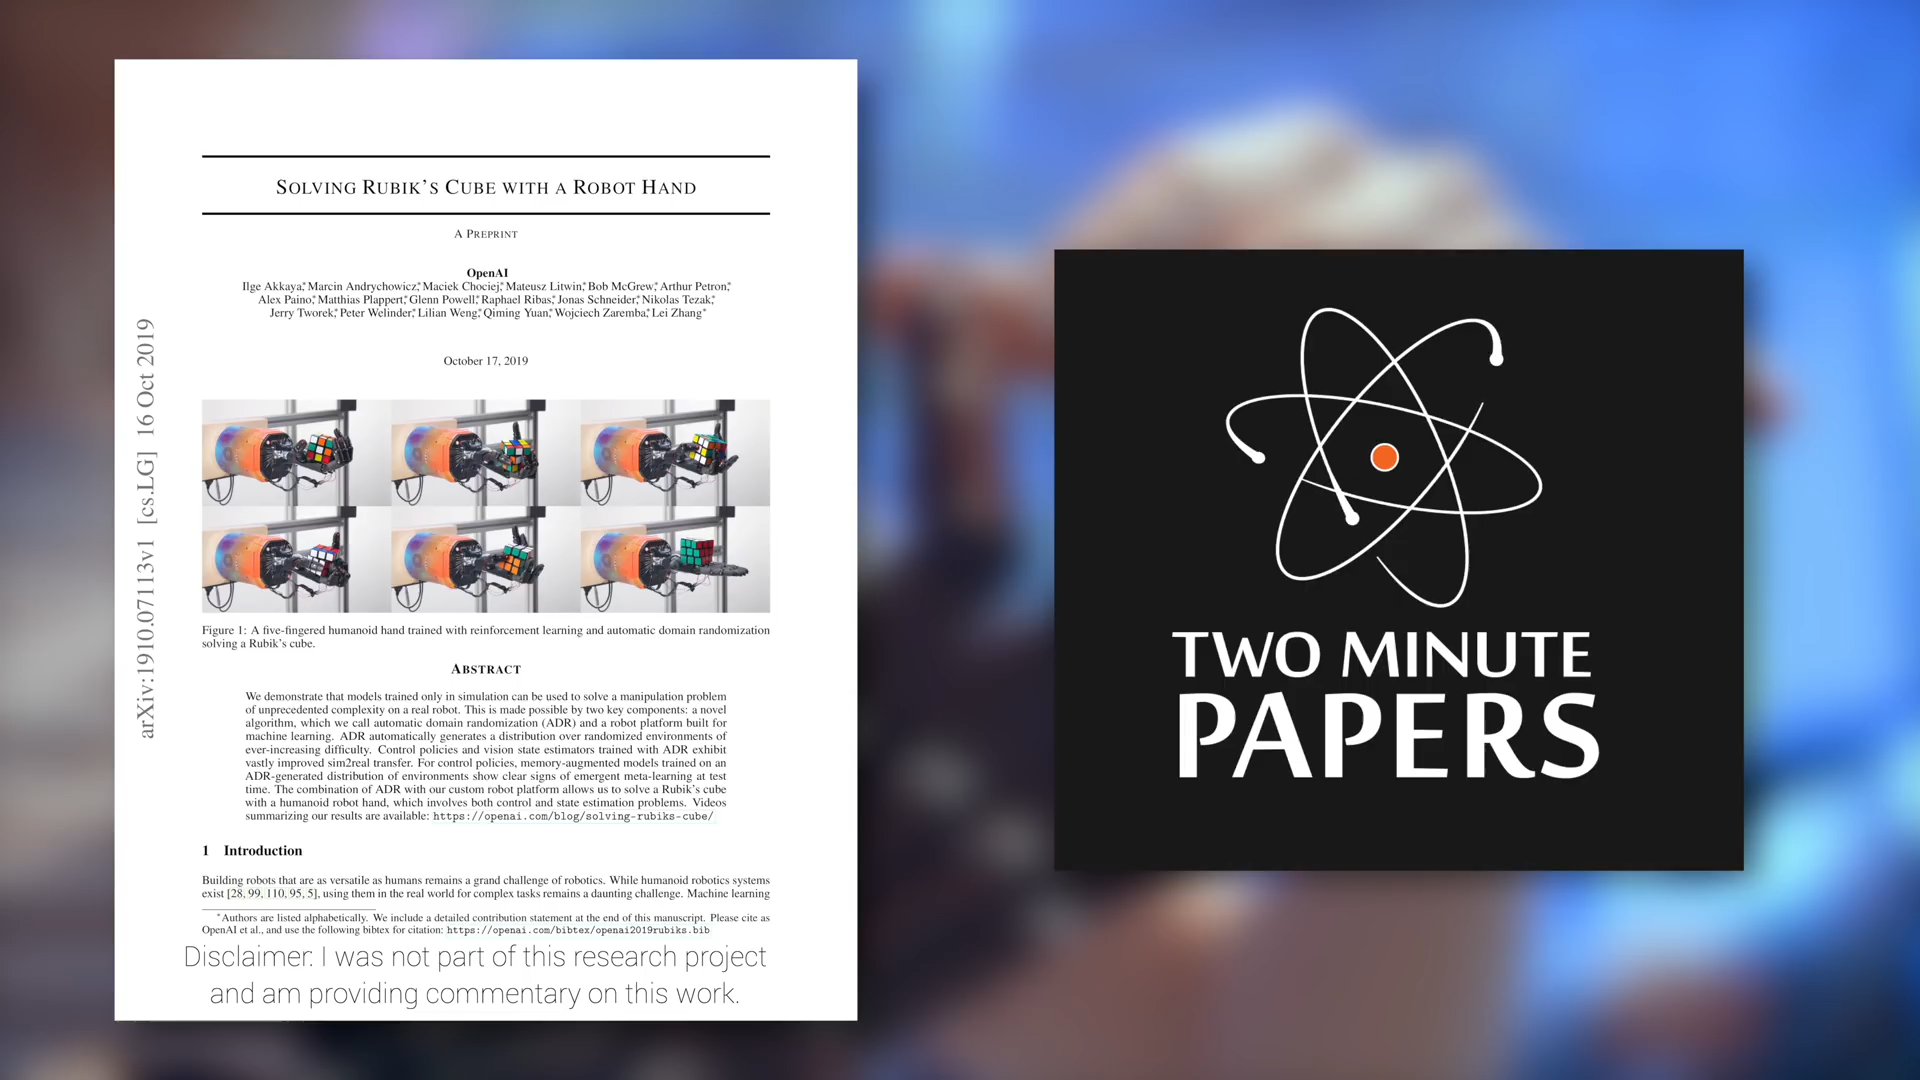 SOLVING RUBIK'S CUBE WITH A ROBOT HAND
A PREPRINT
OpenAI
Ilge Akkaya,* Marcin Andrychowicz,* Maciek Chociej,* Mateusz Litwin,* Bob McGrew,* Arthur Petron,*
Alex Paino,* Matthias Plappert,* Glenn Powell,* Raphael Ribas,* Jonas Schneider,* Nikolas Tezak,*
Jerry Tworek,* Peter Welinder,* Lilian Weng,* Qiming Yuan,* Wojciech Zaremba,* Lei Zhang*
October 17, 2019
arXiv:1910.07113v1 [cs.LG] 16 Oct 2019
Figure 1: A five-fingered humanoid hand trained with reinforcement learning and automatic domain randomization
solving a Rubik's cube.
ABSTRACT
We demonstrate that models trained only in simulation can be used to solve a manipulation problem
of unprecedented complexity on a real robot. This is made possible by two key components: a novel
algorithm, which we call automatic domain randomization (ADR) and a robot platform built for
machine learning. ADR automatically generates a distribution over randomized environments of
ever-increasing difficulty. Control policies and vision state estimators trained with ADR exhibit
vastly improved sim2real transfer. For control policies, memory-augmented models trained on an
ADR-generated distribution of environments show clear signs of emergent meta-learning at test
time. The combination of ADR with our custom robot platform allows us to solve a Rubik's cube
with a humanoid robot hand, which involves both control and state estimation problems. Videos
summarizing our results are available: https://openai.com/blog/solving-rubiks-cube/
1 Introduction
Building robots that are as versatile as humans remains a grand challenge of robotics. While humanoid robotics systems
exist [28, 99, 110, 95, 5], using them in the real world for complex tasks remains a daunting challenge. Machine learning
*Authors are listed alphabetically. We include a detailed contribution statement at the end of this manuscript. Please cite as
OpenAI et al., and use the following bibtex for citation: https://openai.com/bibtex/openai2019rubiks.bib
Disclaimer: I was not part of this research project
and am providing commentary on this work.
TWO MINUTE
PAPERS